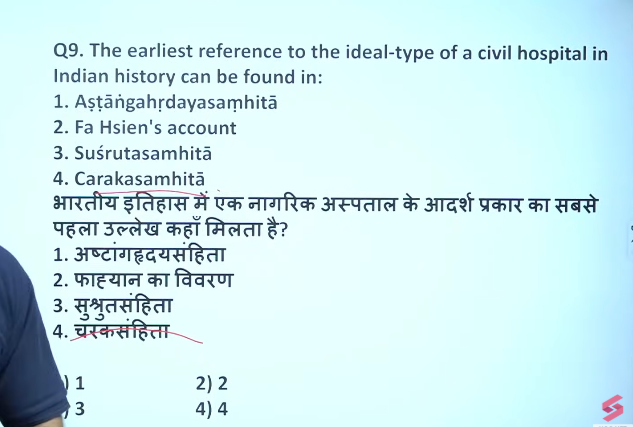 Q9. The earliest reference to the ideal-type of a civil hospital in
Indian history can be found in:
1. Aṣṭāṅgahṛdayasaṃhitā
2. Fa Hsien's account
3. Suśrutasamhitā
4. Carakasamhitā
भारतीय इतिहास में एक नागरिक अस्पताल के आदर्श प्रकार का सबसे
पहला उल्लेख कहाँ मिलता है?
1. अष्टांगहृदयसंहिता
2. फाह्यान का विवरण
3. सुश्रुतसंहिता
4. चरकसंहिता
) 1 2) 2
) 3 4) 4